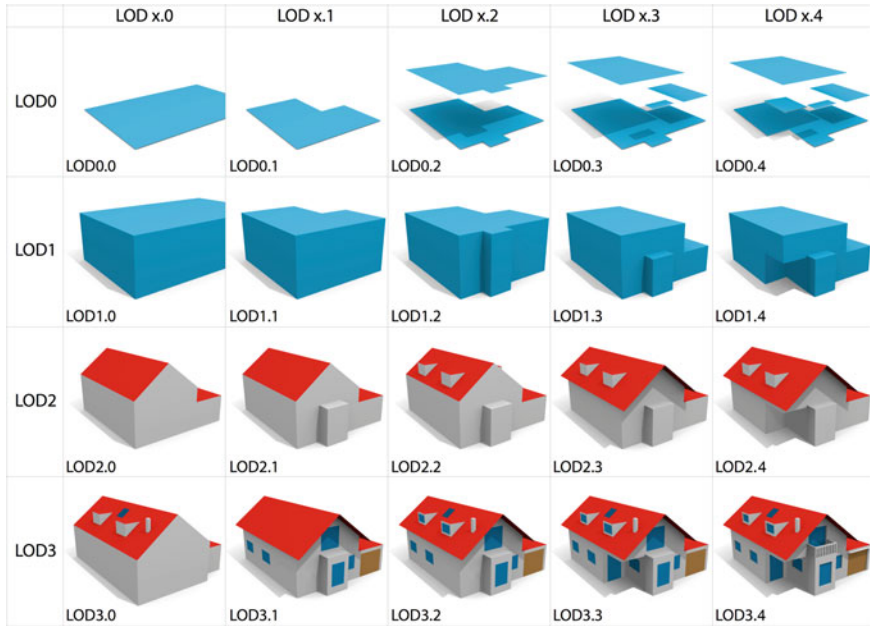 LOD x.0 LOD x.1 LOD x.2 LOD x.3 LOD x.4
LOD0
LOD0.0 LOD0.1 LOD0.2 LOD0.3 LOD0.4
LOD1
LOD1.0 LOD1.1 LOD1.2 LOD1.3 LOD1.4
LOD2
LOD2.0 LOD2.1 LOD2.2 LOD2.3 LOD2.4
LOD3
LOD3.0 LOD3.1 LOD3.2 LOD3.3 LOD3.4